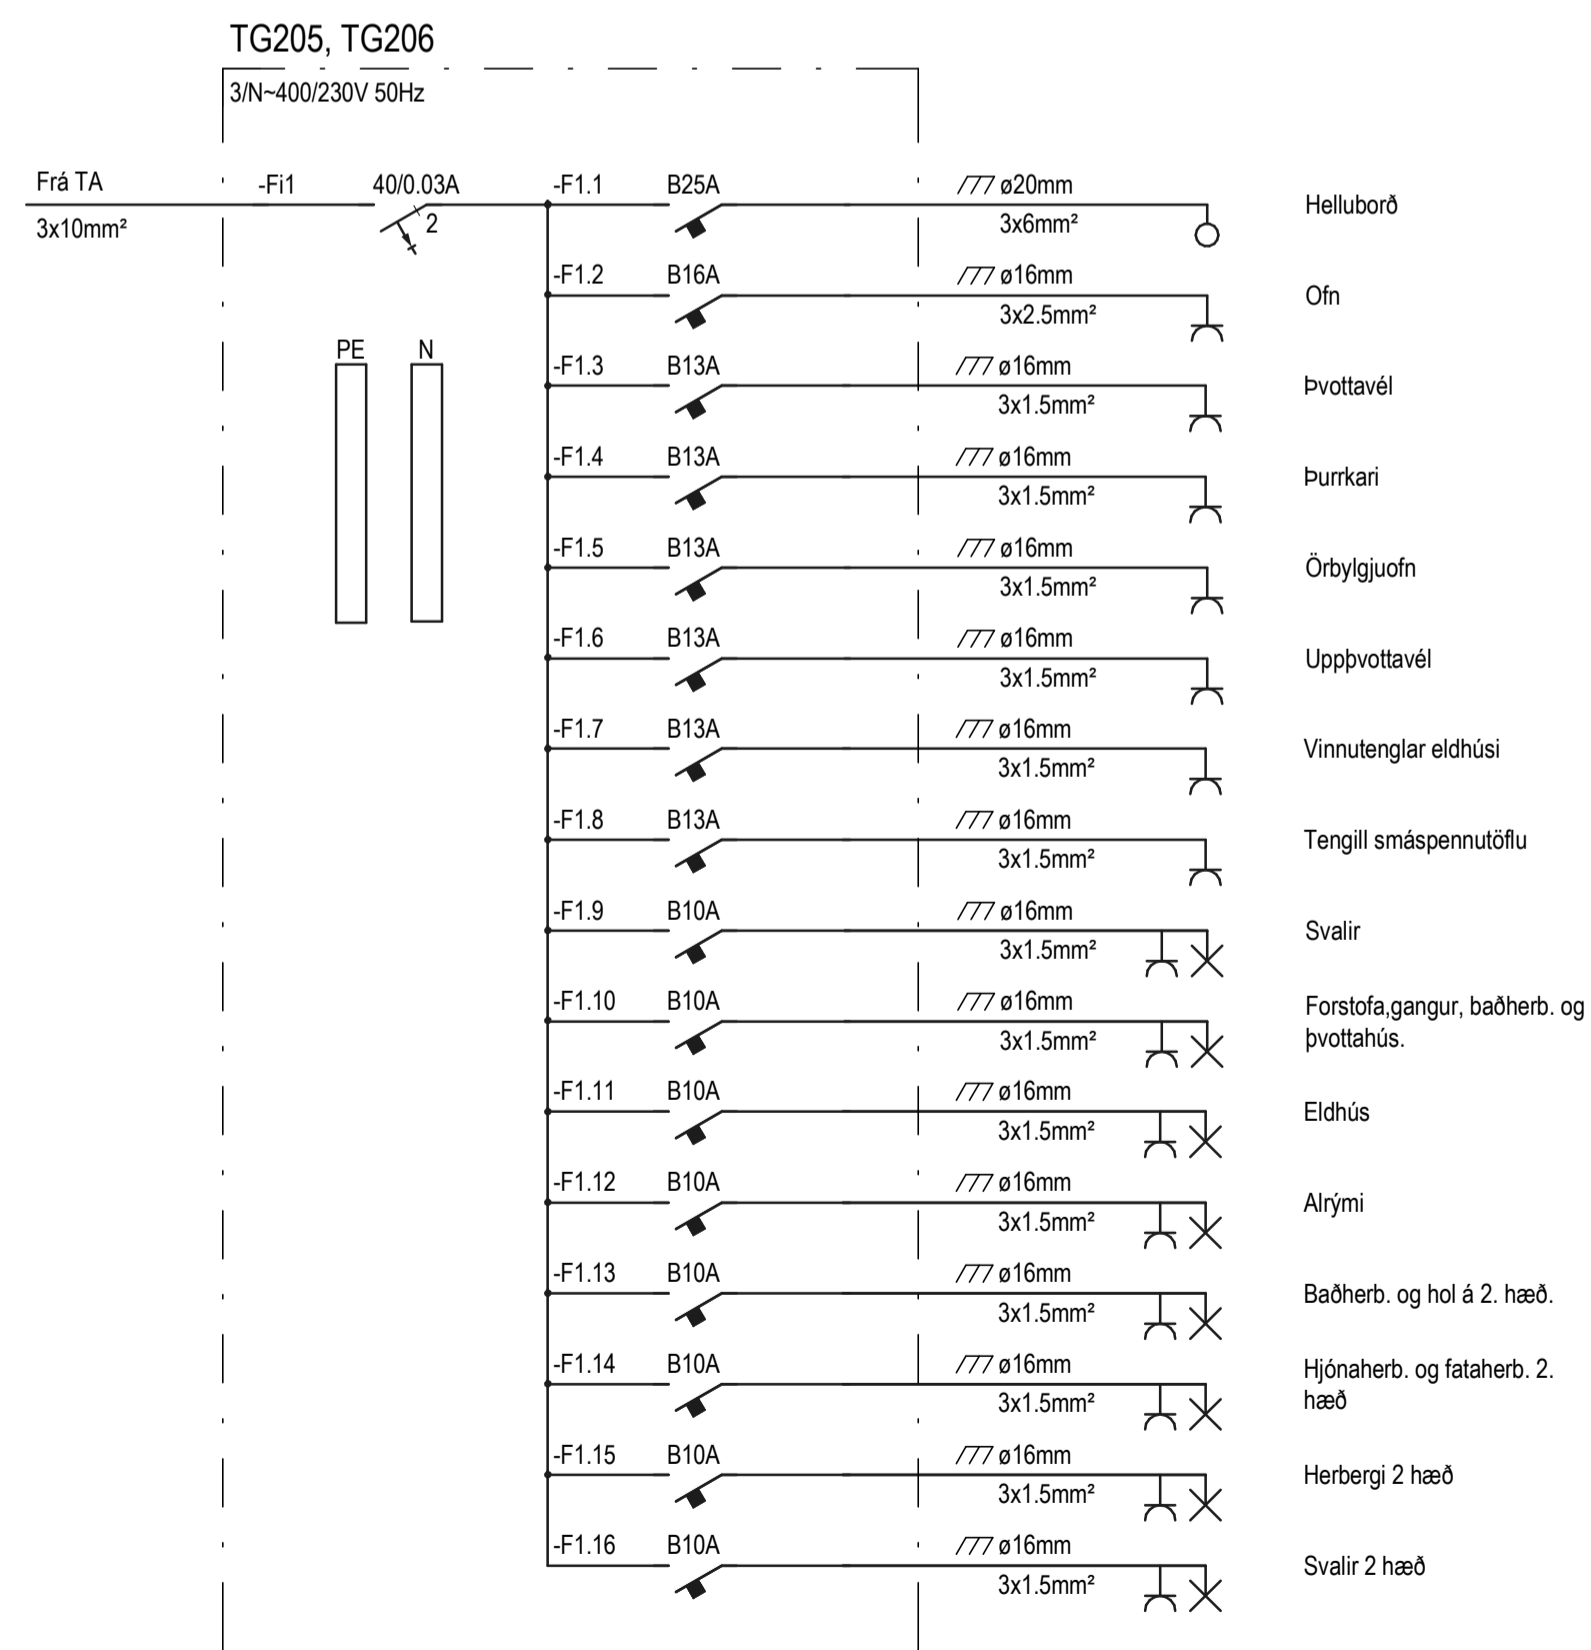 TG205, TG206
3/N~400/230V 50Hz
Frá TA
3x10mm²
-Fi1
40/0.03A
2
PE
N
-F1.1 B25A ø20mm
3x6mm²
Helluborð
-F1.2 B16A ø16mm
3x2.5mm²
Ofn
-F1.3 B13A ø16mm
3x1.5mm²
Þvottavél
-F1.4 B13A ø16mm
3x1.5mm²
Þurrkari
-F1.5 B13A ø16mm
3x1.5mm²
Örbylgjuofn
-F1.6 B13A ø16mm
3x1.5mm²
Uppþvottavél
-F1.7 B13A ø16mm
3x1.5mm²
Vinnutenglar eldhúsi
-F1.8 B13A ø16mm
3x1.5mm²
Tengill smáspennutöflu
-F1.9 B10A ø16mm
3x1.5mm²
Svalir
-F1.10 B10A ø16mm
3x1.5mm²
Forstofa,gangur, baðherb. og
þvottahús.
-F1.11 B10A ø16mm
3x1.5mm²
Eldhús
-F1.12 B10A ø16mm
3x1.5mm²
Alrými
-F1.13 B10A ø16mm
3x1.5mm²
Baðherb. og hol á 2. hæð.
-F1.14 B10A ø16mm
3x1.5mm²
Hjónaherb. og fataherb. 2.
hæð
-F1.15 B10A ø16mm
3x1.5mm²
Herbergi 2 hæð
-F1.16 B10A ø16mm
3x1.5mm²
Svalir 2 hæð